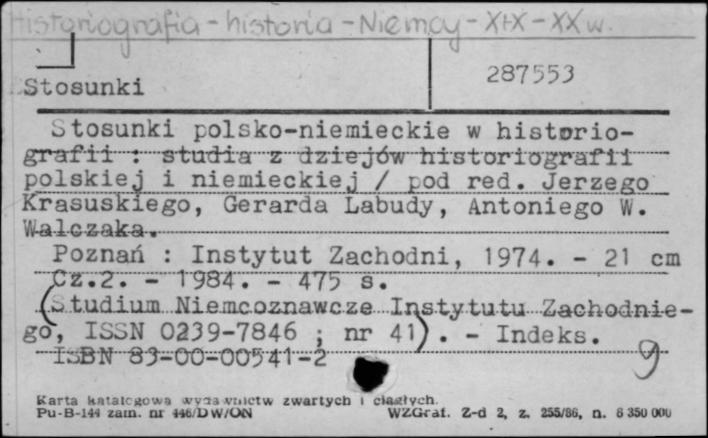 Historiografia - historia - Niemcy - XIX - XX w.
287553
Stosunki
Stosunki polsko-niemieckie w historio-
grafii : studia z dziejów historiografii
polskiej i niemieckiej / pod red. Jerzego
Krasuskiego, Gerarda Labudy, Antoniego W.
Walczaka.
Poznań : Instytut Zachodni, 1974. - 21 cm
Cz.2. - 1984. - 475 s.
(Studium Niemcoznawcze Instytutu Zachodnie-
go, ISSN 0239-7846 ; nr 41). - Indeks.
ISBN 83-00-00541-2
9
Karta katalogowa wydawnictw zwartych i ciągłych.
Pu-B-144 zam. nr 446/DW/ON WZGraf. Z-d 2, z. 255/86, n. 6 350 000